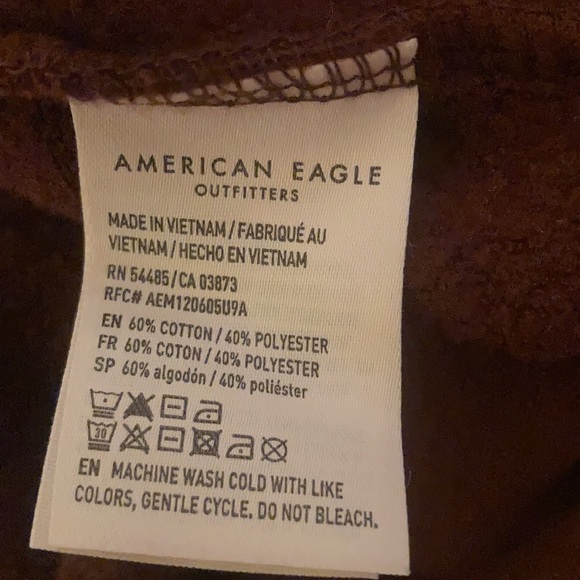 AMERICAN EAGLE
OUTFITTERS
MADE IN VIETNAM / FABRIQUÉ AU
VIETNAM / HECHO EN VIETNAM
RN 54485 / CA 03873
RFC# AEM120605U9A
EN 60% COTTON / 40% POLYESTER
FR 60% COTON / 40% POLYESTER
SP 60% algodón / 40% poliéster
30
EN MACHINE WASH COLD WITH LIKE
COLORS, GENTLE CYCLE. DO NOT BLEACH.